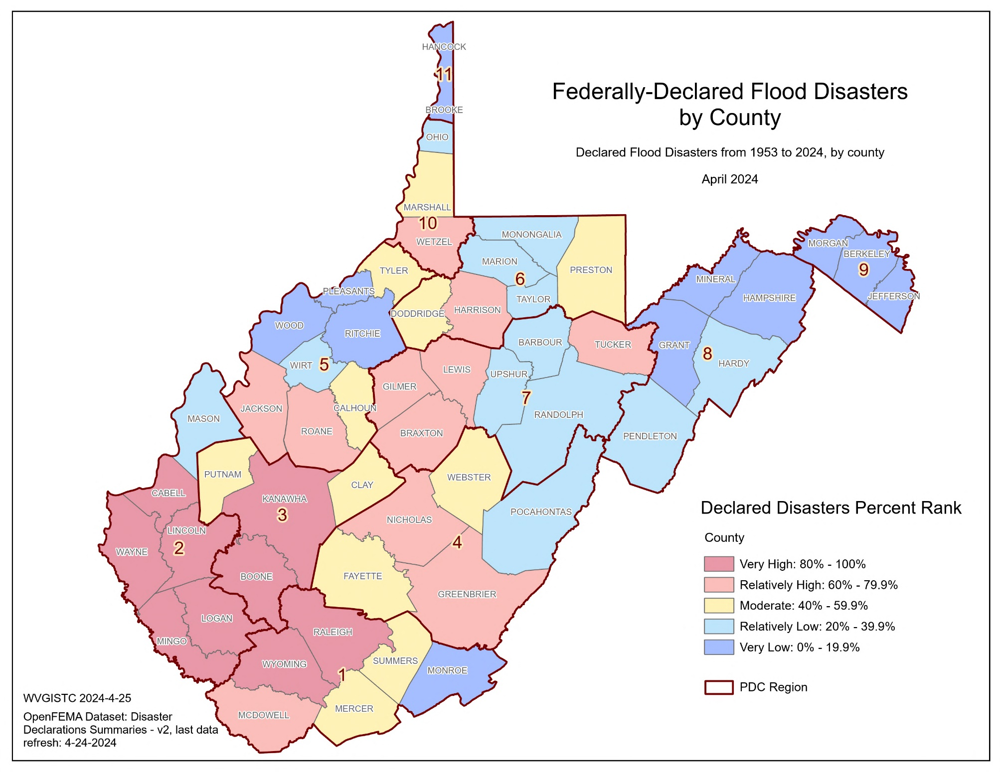 HANCOCK
11
BROOKE
OHIO
Federally-Declared Flood Disasters
by County
Declared Flood Disasters from 1953 to 2024, by county
April 2024
MARSHALL
10
WETZEL
MONONGALIA
MARION
6
TAYLOR
PRESTON
MORGAN
BERKELEY
9
JEFFERSON
MINERAL
HAMPSHIRE
TYLER
PLEASANTS
DODDRIDGE
HARRISON
WOOD
RITCHIE
BARBOUR
TUCKER
GRANT
8
HARDY
WIRT
5
LEWIS
UPSHUR
GILMER
7
JACKSON
CALHOUN
RANDOLPH
MASON
ROANE
BRAXTON
PENDLETON
PUTNAM
CLAY
WEBSTER
CABELL
KANAWHA
3
NICHOLAS
POCAHONTAS
LINCOLN
2
WAYNE
4
BOONE
FAYETTE
GREENBRIER
LOGAN
RALEIGH
MINGO
WYOMING
1
SUMMERS
MONROE
MERCER
MCDOWELL
Declared Disasters Percent Rank
County
Very High: 80% - 100%
Relatively High: 60% - 79.9%
Moderate: 40% - 59.9%
Relatively Low: 20% - 39.9%
Very Low: 0% - 19.9%
PDC Region
WVGISTC 2024-4-25
OpenFEMA Dataset: Disaster
Declarations Summaries - v2, last data
refresh: 4-24-2024